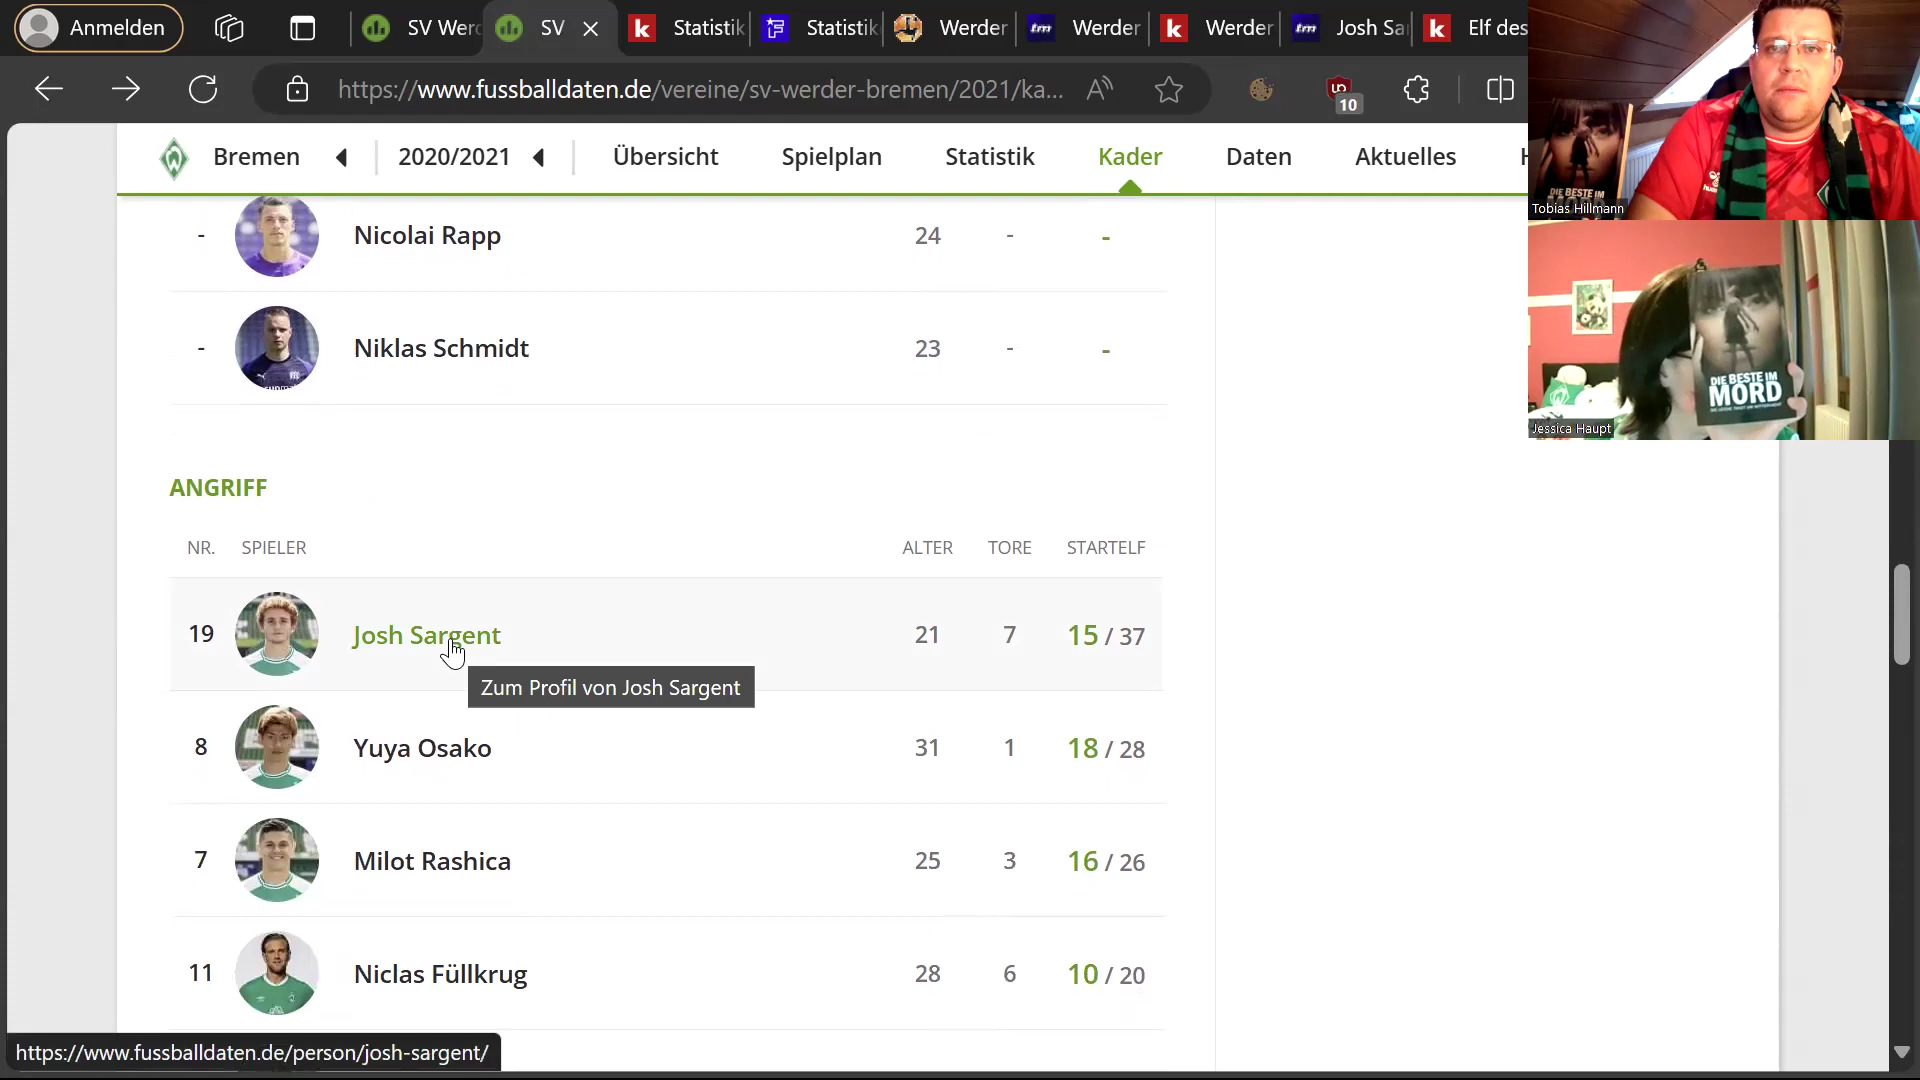 Anmelden
SV Werd
SV
Statistik
Statistik
Werder
Werder
Werder
Josh Sa
Elf des
https://www.fussballdaten.de/vereine/sv-werder-bremen/2021/ka...
10
Bremen
2020/2021
Übersicht
Spielplan
Statistik
Kader
Daten
Aktuelles
- Nicolai Rapp 24 - -
- Niklas Schmidt 23 - -
ANGRIFF
NR. SPIELER ALTER TORE STARTELF
19 Josh Sargent 21 7 15 / 37
Zum Profil von Josh Sargent
8 Yuya Osako 31 1 18 / 28
7 Milot Rashica 25 3 16 / 26
11 Niclas Füllkrug 28 6 10 / 20
https://www.fussballdaten.de/person/josh-sargent/
DIE BESTE IM
MORD
Tobias Hillmann
DIE BESTE IM
MORD
Jessica Haupt